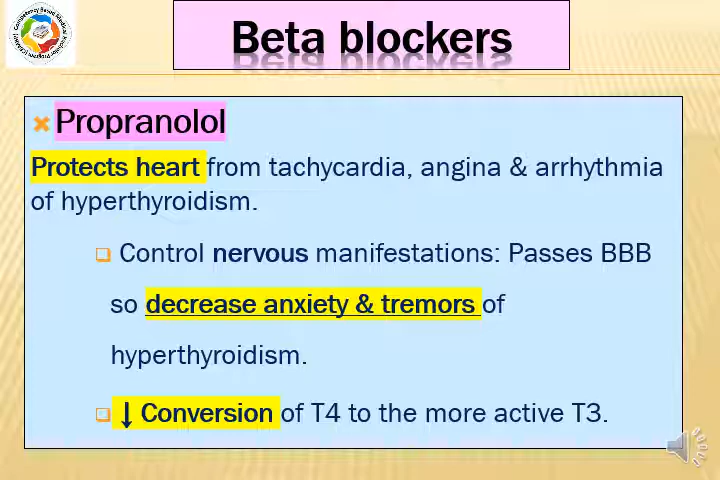 Beta blockers
Propranolol
Protects heart from tachycardia, angina & arrhythmia
of hyperthyroidism.
Control nervous manifestations: Passes BBB
so decrease anxiety & tremors of
hyperthyroidism.
↓ Conversion of T4 to the more active T3.